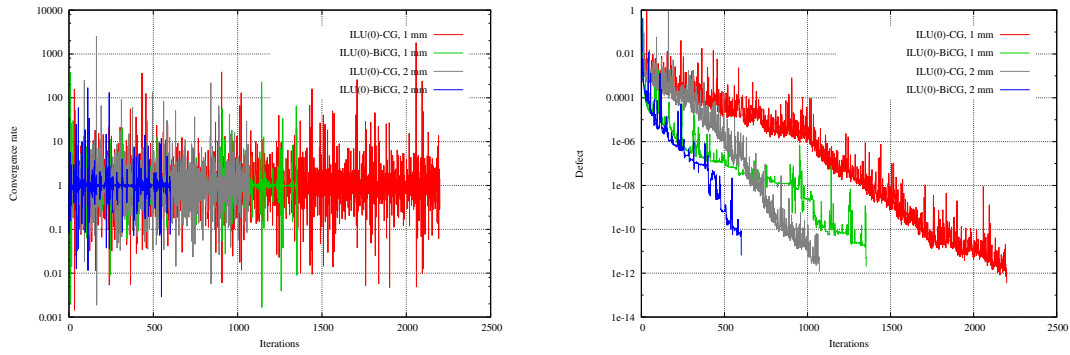 10000
1000
100
10
1
0.1
0.01
0.001
0
500
1000
1500
2000
2500
Convergence rate
Iterations
ILU(0)-CG, 1 mm
ILU(0)-BiCG, 1 mm
ILU(0)-CG, 2 mm
ILU(0)-BiCG, 2 mm
1
0.01
0.0001
1e-06
1e-08
1e-10
1e-12
1e-14
0
500
1000
1500
2000
2500
Defect
Iterations
ILU(0)-CG, 1 mm
ILU(0)-BiCG, 1 mm
ILU(0)-CG, 2 mm
ILU(0)-BiCG, 2 mm